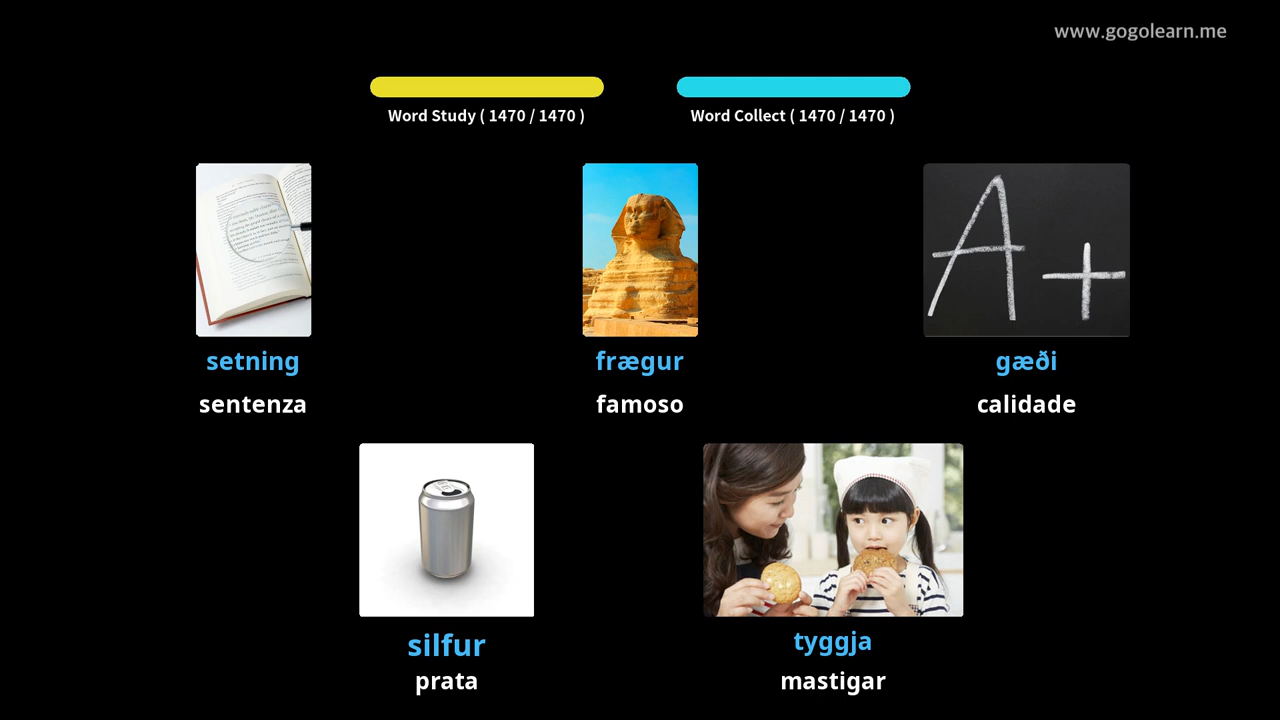 www.gogolearn.me
Word Study ( 1470 / 1470 )
Word Collect ( 1470 / 1470 )
A+
setning
frægur
gæði
sentenza
famoso
calidade
silfur
tyggja
prata
mastigar